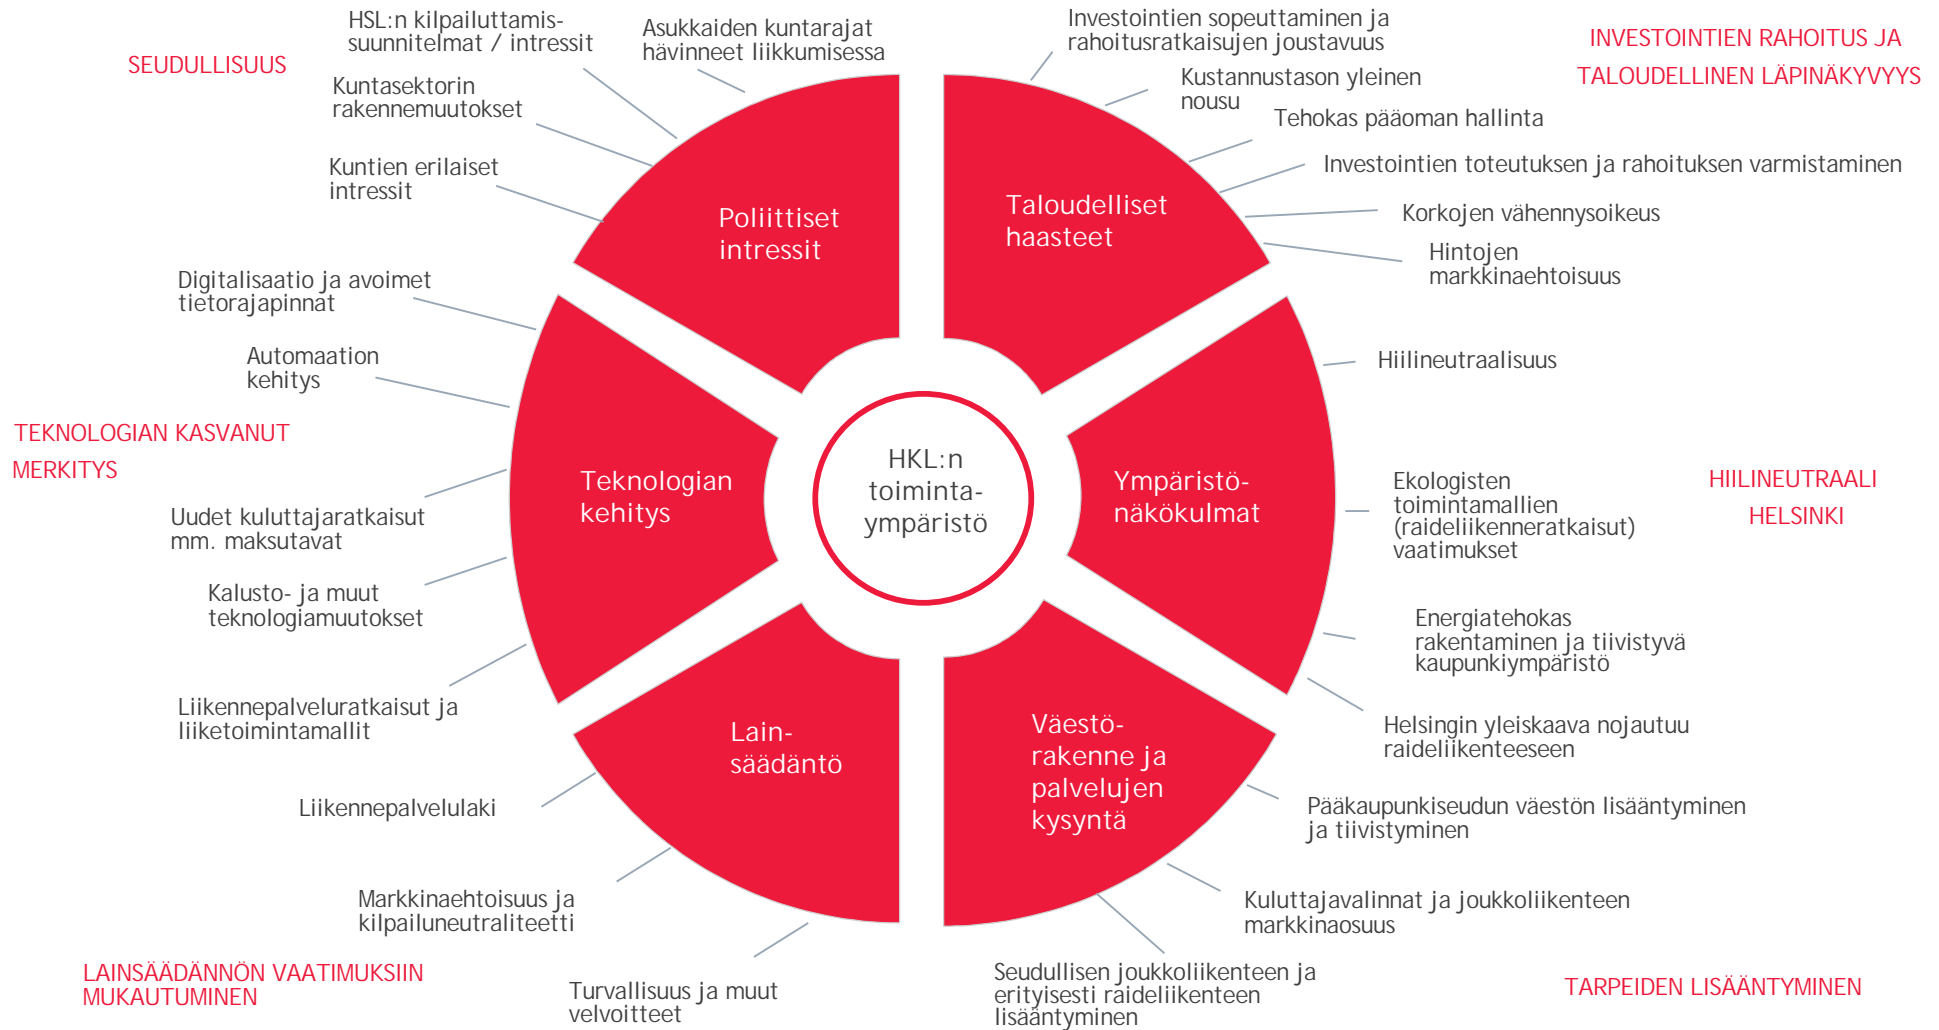 SEUDULLISUUS
HSL:n kilpailuttamis-
suunnitelmat / intressit
Asukkaiden kuntarajat
hävinneet liikkumisessa
Kuntasektorin
rakennemuutokset
Kuntien erilaiset
intressit
Poliittiset
intressit
Investointien sopeuttaminen ja
rahoitusratkaisujen joustavuus
INVESTOINTIEN RAHOITUS JA
TALOUDELLINEN LÄPINÄKYVYYS
Kustannustason yleinen
nousu
Tehokas pääoman hallinta
Investointien toteutuksen ja rahoituksen varmistaminen
Korkojen vähennysoikeus
Hintojen
markkinaehtoisuus
Taloudelliset
haasteet
Digitalisaatio ja avoimet
tietorajapinnat
Automaation
kehitys
TEKNOLOGIAN KASVANUT
MERKITYS
Uudet kuluttajaratkaisut
mm. maksutavat
Kalusto- ja muut
teknologiamuutokset
Liikennepalveluratkaisut ja
liiketoimintamallit
Teknologian
kehitys
HKL:n
toiminta-
ympäristö
Ympäristö-
näkökulmat
Hiilineutraalisuus
Ekologisten
toimintamallien
(raideliikenneratkaisut)
vaatimukset
HIILINEUTRAALI
HELSINKI
Energiatehokas
rakentaminen ja tiivistyvä
kaupunkiympäristö
Helsingin yleiskaava nojautuu
raideliikenteeseen
Lain-
säädäntö
Liikennepalvelulaki
Markkinaehtoisuus ja
kilpailuneutraliteetti
LAINSÄÄDÄNNÖN VAATIMUKSIIN
MUKAUTUMINEN
Turvallisuus ja muut
velvoitteet
Väestö-
rakenne ja
palvelujen
kysyntä
Pääkaupunkiseudun väestön lisääntyminen
ja tiivistyminen
Kuluttajavalinnat ja joukkoliikenteen
markkinaosuus
Seudullisen joukkoliikenteen ja
erityisesti raideliikenteen
lisääntyminen
TARPEIDEN LISÄÄNTYMINEN